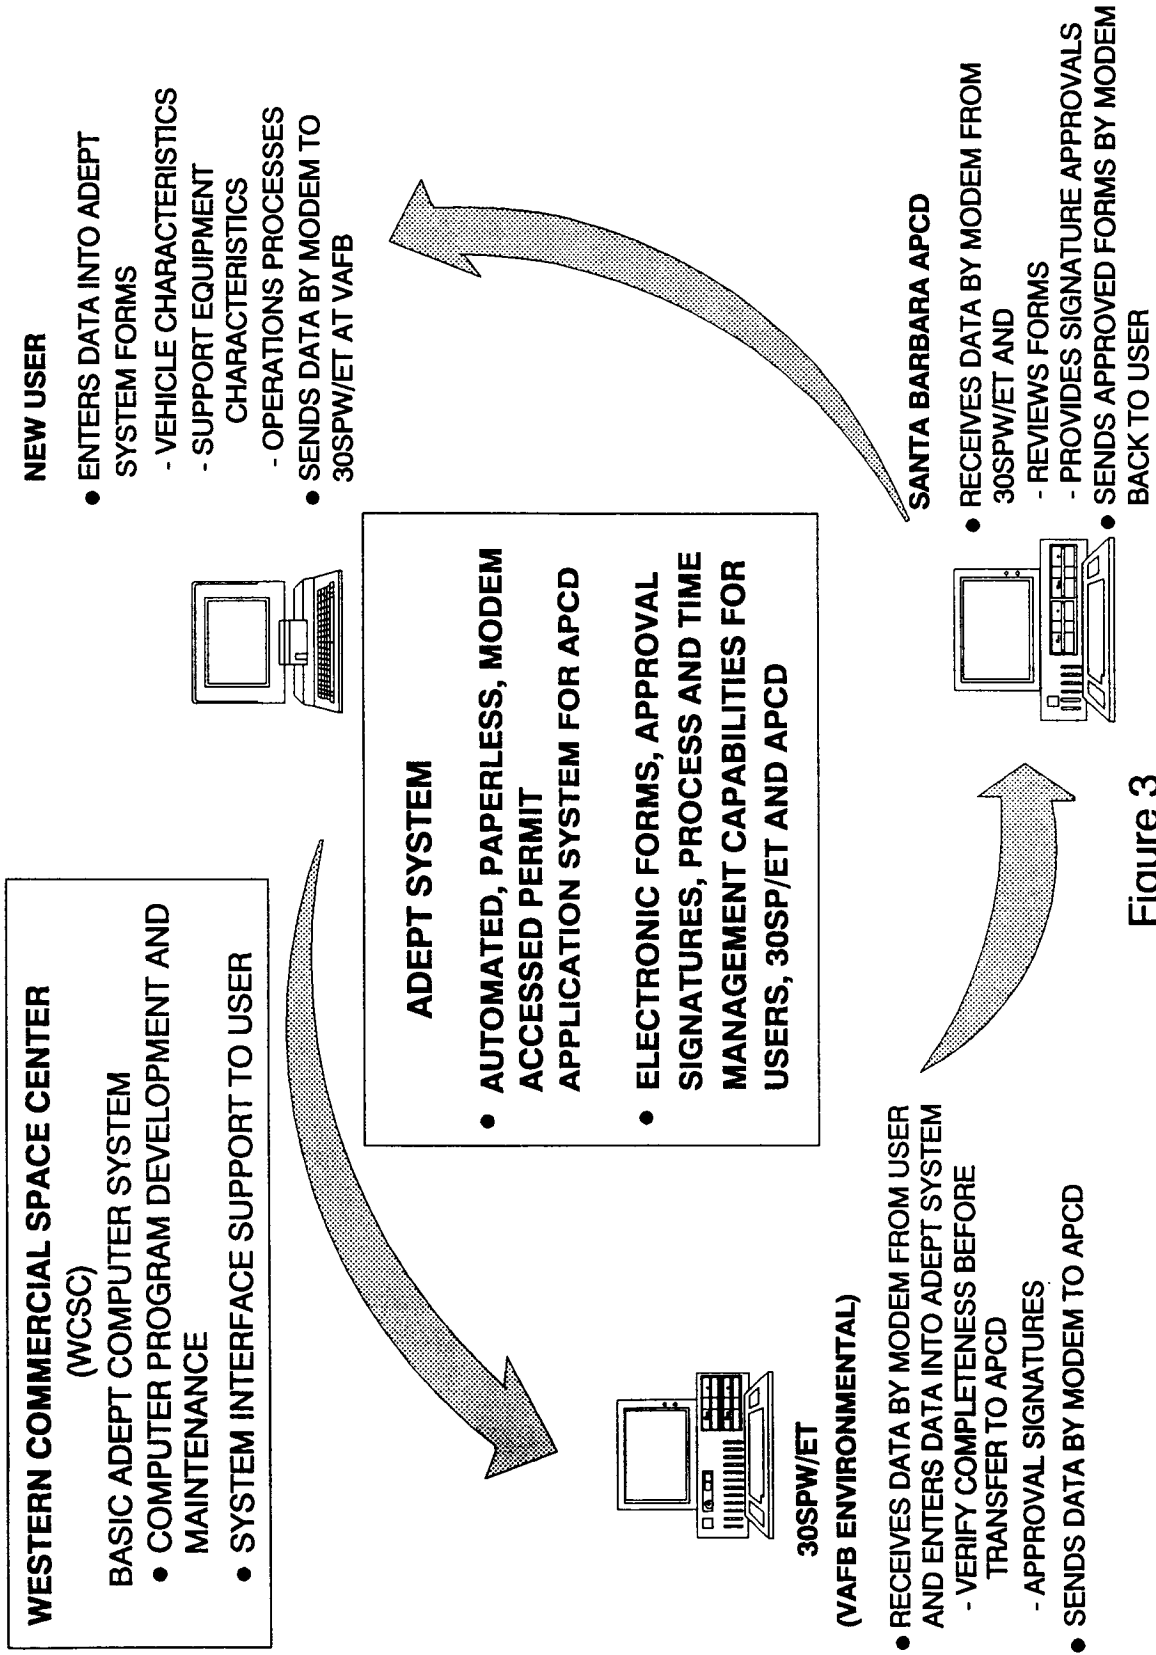 WESTERN COMMERCIAL SPACE CENTER
(WCSC)
BASIC ADEPT COMPUTER SYSTEM
● COMPUTER PROGRAM DEVELOPMENT AND
MAINTENANCE
● SYSTEM INTERFACE SUPPORT TO USER
NEW USER
● ENTERS DATA INTO ADEPT
SYSTEM FORMS
- VEHICLE CHARACTERISTICS
- SUPPORT EQUIPMENT
CHARACTERISTICS
- OPERATIONS PROCESSES
● SENDS DATA BY MODEM TO
30SPW/ET AT VAFB
ADEPT SYSTEM
● AUTOMATED, PAPERLESS, MODEM
ACCESSED PERMIT
APPLICATION SYSTEM FOR APCD
● ELECTRONIC FORMS, APPROVAL
SIGNATURES, PROCESS AND TIME
MANAGEMENT CAPABILITIES FOR
USERS, 30SP/ET AND APCD
30SPW/ET
(VAFB ENVIRONMENTAL)
● RECEIVES DATA BY MODEM FROM USER
AND ENTERS DATA INTO ADEPT SYSTEM
- VERIFY COMPLETENESS BEFORE
TRANSFER TO APCD
- APPROVAL SIGNATURES
● SENDS DATA BY MODEM TO APCD
SANTA BARBARA APCD
● RECEIVES DATA BY MODEM FROM
30SPW/ET AND
- REVIEWS FORMS
- PROVIDES SIGNATURE APPROVALS
● SENDS APPROVED FORMS BY MODEM
BACK TO USER
Figure 3